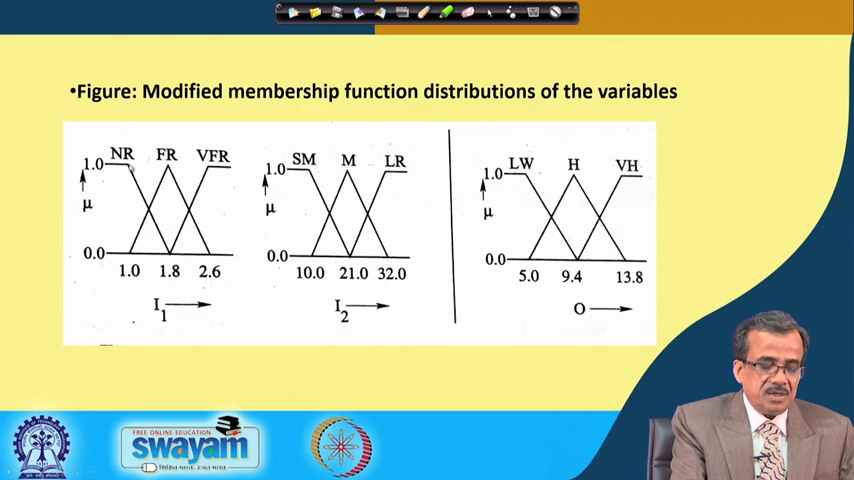 •Figure: Modified membership function distributions of the variables
NR FR VFR
1.0
μ
0.0
1.0 1.8 2.6
I1
SM M LR
1.0
μ
0.0
10.0 21.0 32.0
I2
LW H VH
1.0
μ
0.0
5.0 9.4 13.8
O
FREE ONLINE EDUCATION
swayam